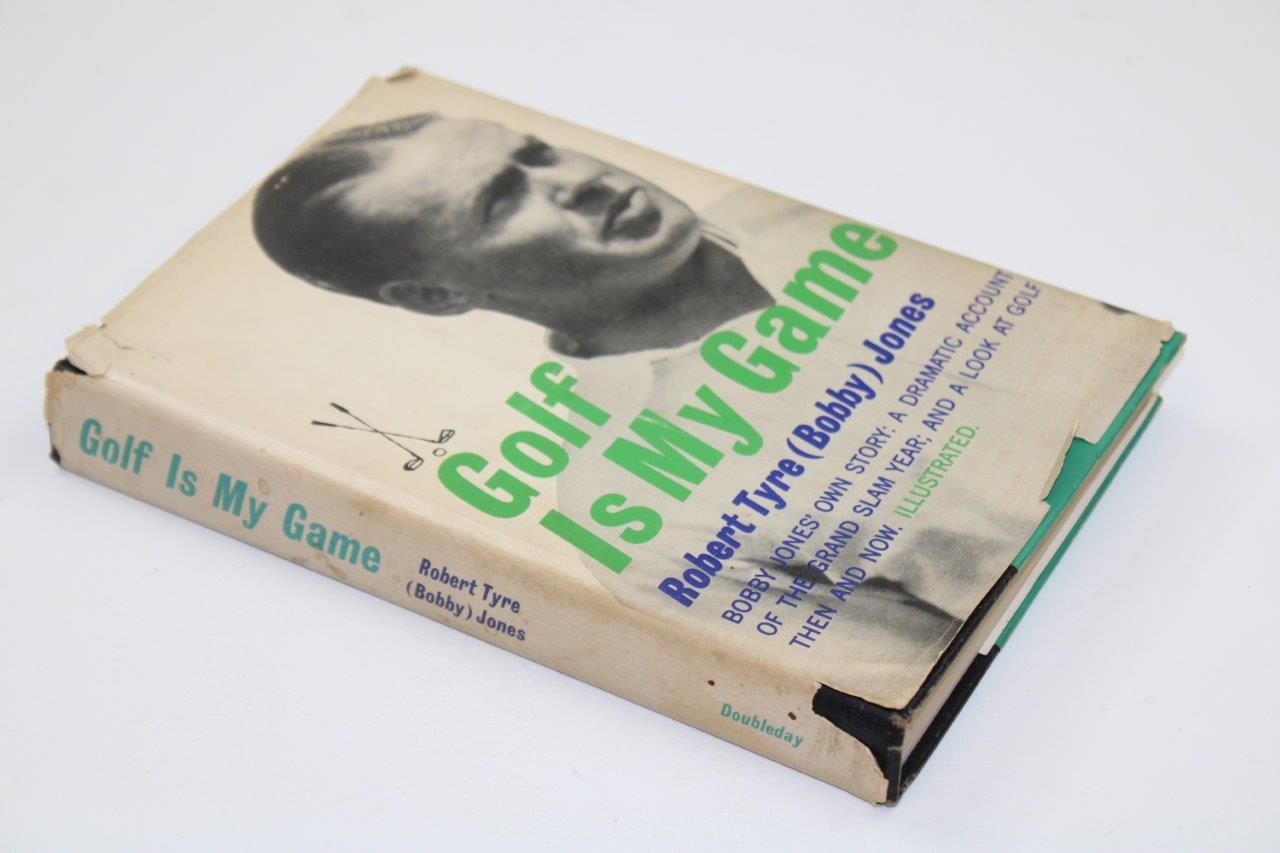 Golf
Is My Game
Robert Tyre (Bobby) Jones
BOBBY JONES' OWN STORY: A DRAMATIC ACCOUNT
OF THE GRAND SLAM YEAR; AND A LOOK AT GOLF
THEN AND NOW. ILLUSTRATED.
Golf Is My Game
Robert Tyre
(Bobby) Jones
Doubleday